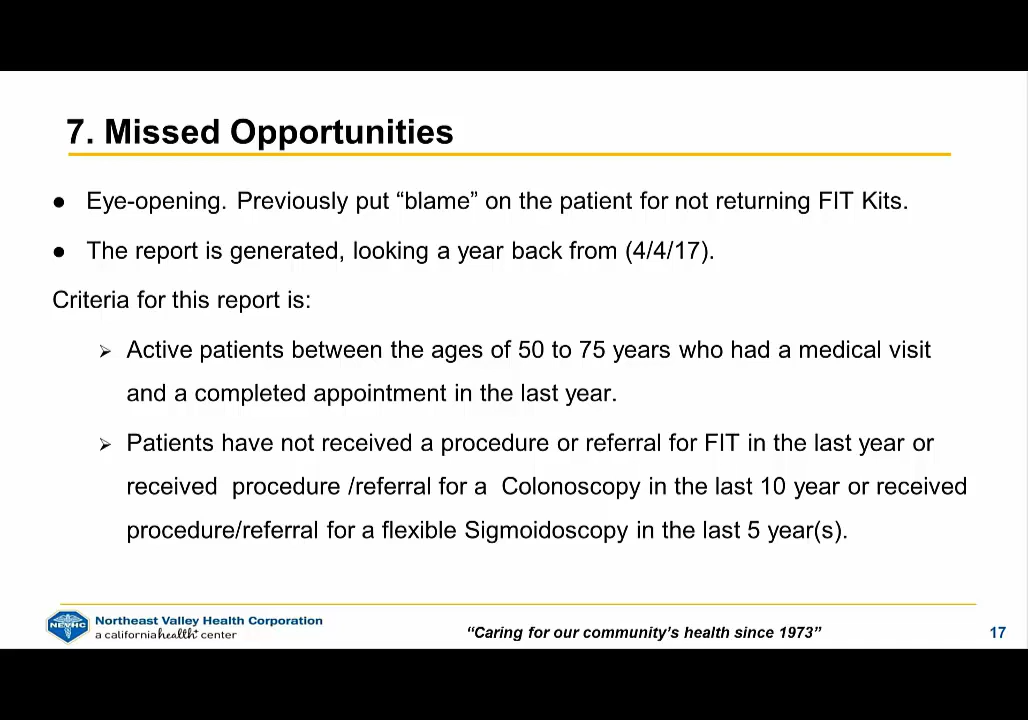 7. Missed Opportunities
● Eye-opening. Previously put “blame” on the patient for not returning FIT Kits.
● The report is generated, looking a year back from (4/4/17).
Criteria for this report is:
➢ Active patients between the ages of 50 to 75 years who had a medical visit
and a completed appointment in the last year.
➢ Patients have not received a procedure or referral for FIT in the last year or
received procedure /referral for a Colonoscopy in the last 10 year or received
procedure/referral for a flexible Sigmoidoscopy in the last 5 year(s).
NEVHC
Northeast Valley Health Corporation
a california health+ center
“Caring for our community’s health since 1973”
17